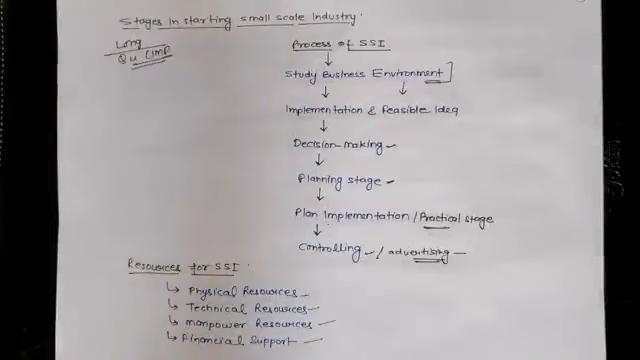 Stages in starting small scale industry.
Long
Qu (IMP)
Process of SSI
Study Business Environment
Implementation & Feasible Idea
Decision-making
Planning stage
Plan Implementation / Practical stage
Controlling / advertising
Resources for SSI:
Physical Resources
Technical Resources
manpower Resources
Financial Support